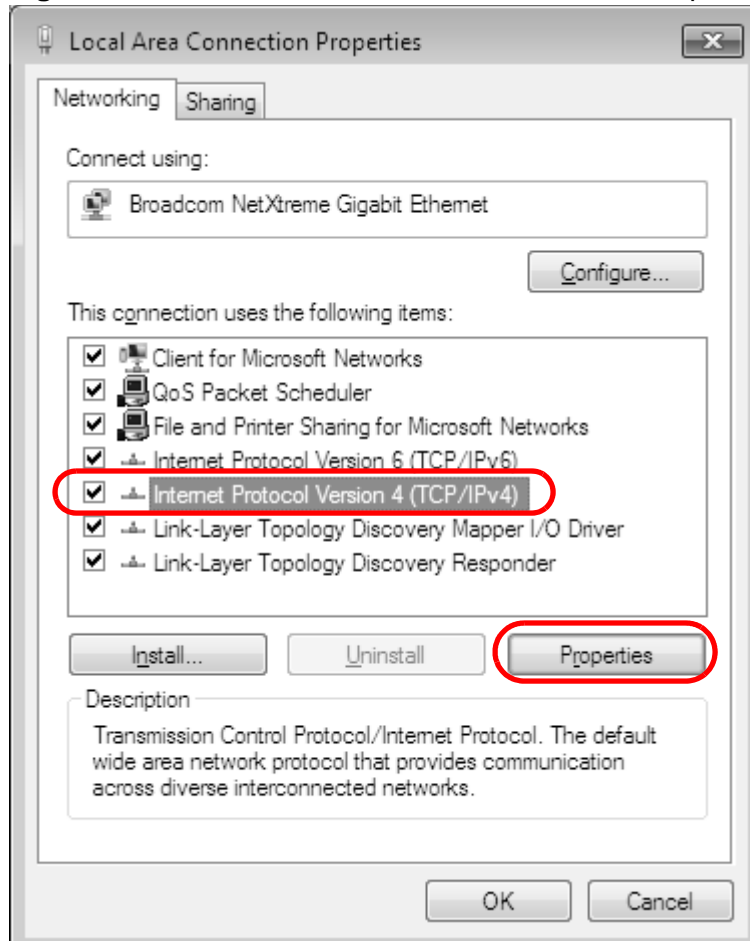 Local Area Connection Properties
Networking Sharing
Connect using:
Broadcom NetXtreme Gigabit Ethernet
Configure...
This connection uses the following items:
Client for Microsoft Networks
QoS Packet Scheduler
File and Printer Sharing for Microsoft Networks
Internet Protocol Version 6 (TCP/IPv6)
Internet Protocol Version 4 (TCP/IPv4)
Link-Layer Topology Discovery Mapper I/O Driver
Link-Layer Topology Discovery Responder
Install... Uninstall Properties
Description
Transmission Control Protocol/Internet Protocol. The default
wide area network protocol that provides communication
across diverse interconnected networks.
OK Cancel